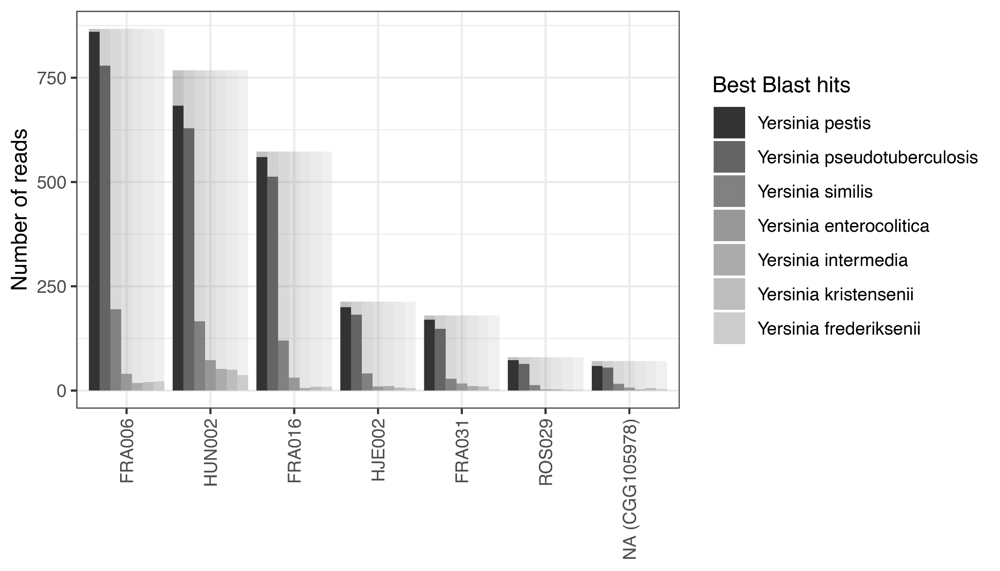 Number of reads
750
500
250
0
FRA006
HUN002
FRA016
HJE002
FRA031
ROS029
NA (CGG105978)
Best Blast hits
Yersinia pestis
Yersinia pseudotuberculosis
Yersinia similis
Yersinia enterocolitica
Yersinia intermedia
Yersinia kristensenii
Yersinia frederiksenii